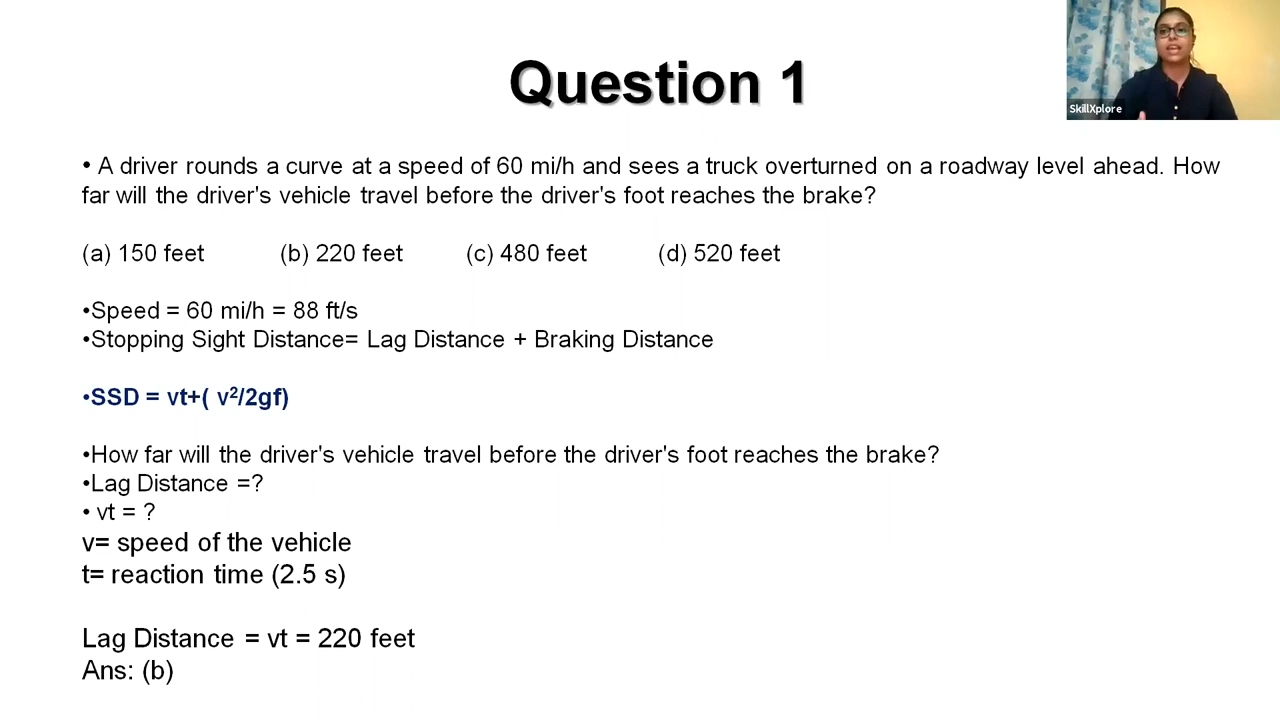 SkillXplore
Question 1
• A driver rounds a curve at a speed of 60 mi/h and sees a truck overturned on a roadway level ahead. How
far will the driver's vehicle travel before the driver's foot reaches the brake?
(a) 150 feet (b) 220 feet (c) 480 feet (d) 520 feet
•Speed = 60 mi/h = 88 ft/s
•Stopping Sight Distance= Lag Distance + Braking Distance
•SSD = vt+( v²/2gf)
•How far will the driver's vehicle travel before the driver's foot reaches the brake?
•Lag Distance =?
• vt = ?
v= speed of the vehicle
t= reaction time (2.5 s)
Lag Distance = vt = 220 feet
Ans: (b)